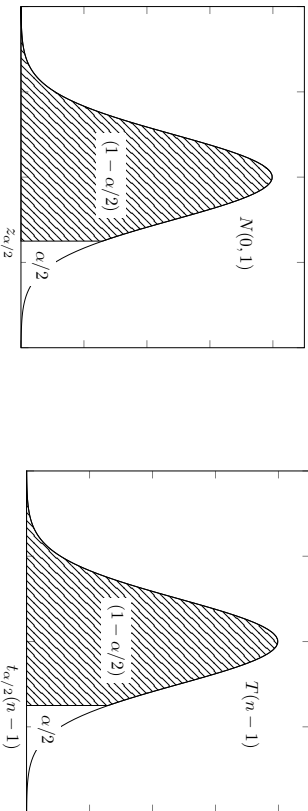 N(0, 1)
(1 − α/2)
α/2
z_{α/2}
T(n − 1)
(1 − α/2)
α/2
t_{α/2}(n − 1)